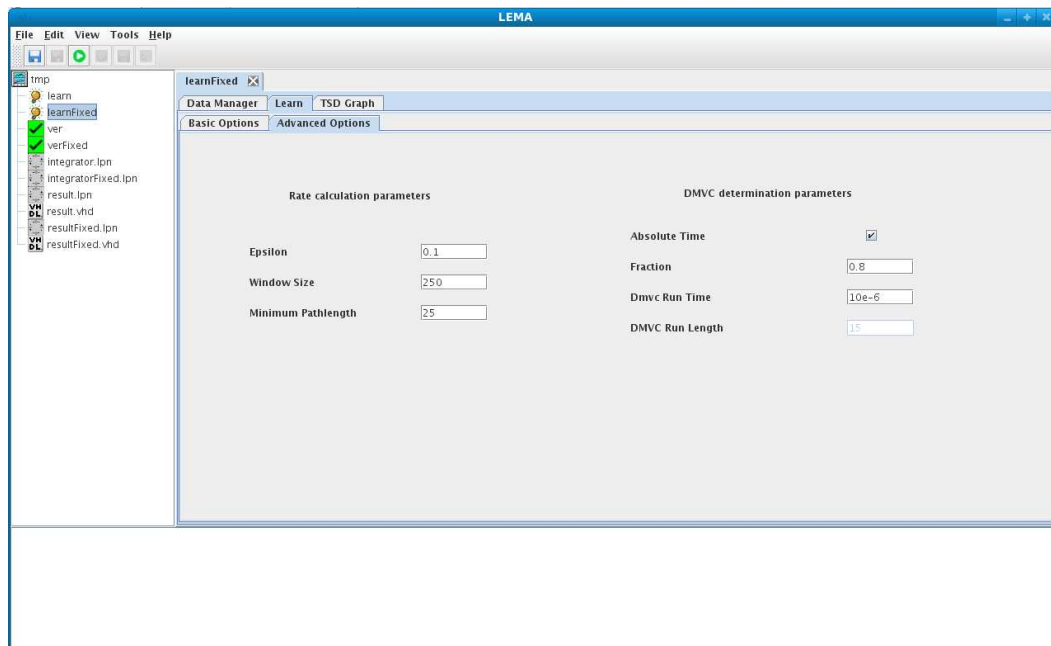 LEMA
File Edit View Tools Help
tmp
learn
learnFixed
ver
verFixed
integrator.lpn
integratorFixed.lpn
result.lpn
VHDL result.vhd
resultFixed.lpn
VHDL resultFixed.vhd
learnFixed
Data Manager Learn TSD Graph
Basic Options Advanced Options
Rate calculation parameters
Epsilon 0.1
Window Size 250
Minimum Pathlength 25
DMVC determination parameters
Absolute Time
Fraction 0.8
Dmvc Run Time 10e-6
DMVC Run Length 15